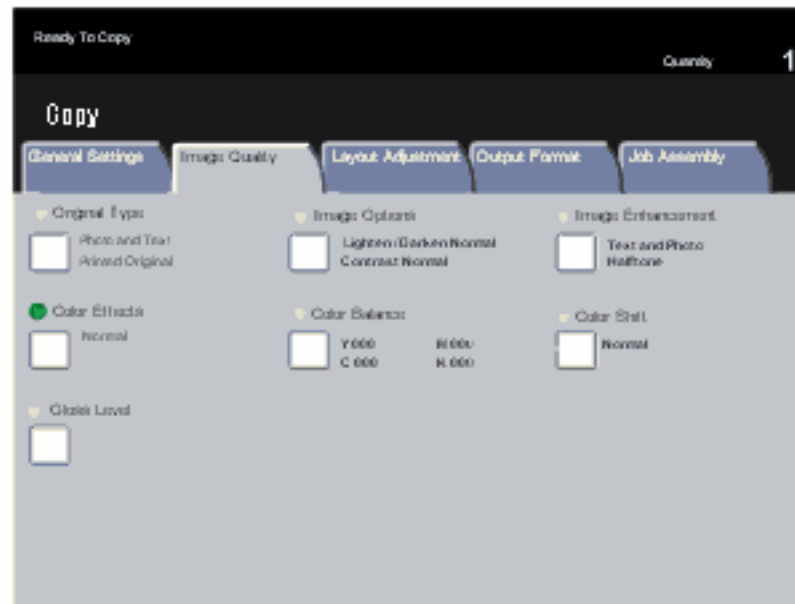 Ready To Copy
Quantity 1
Copy
General Settings
Image Quality
Layout Adjustment
Output Format
Job Assembly
Original Type
Photo and Text
Printed Original
Image Options
Lighten/Darken Normal
Contrast Normal
Image Enhancement
Text and Photo
Halftone
Color Effects
Normal
Color Balance
Y 000 M 000
C 000 K 000
Color Shift
Normal
Gloss Level